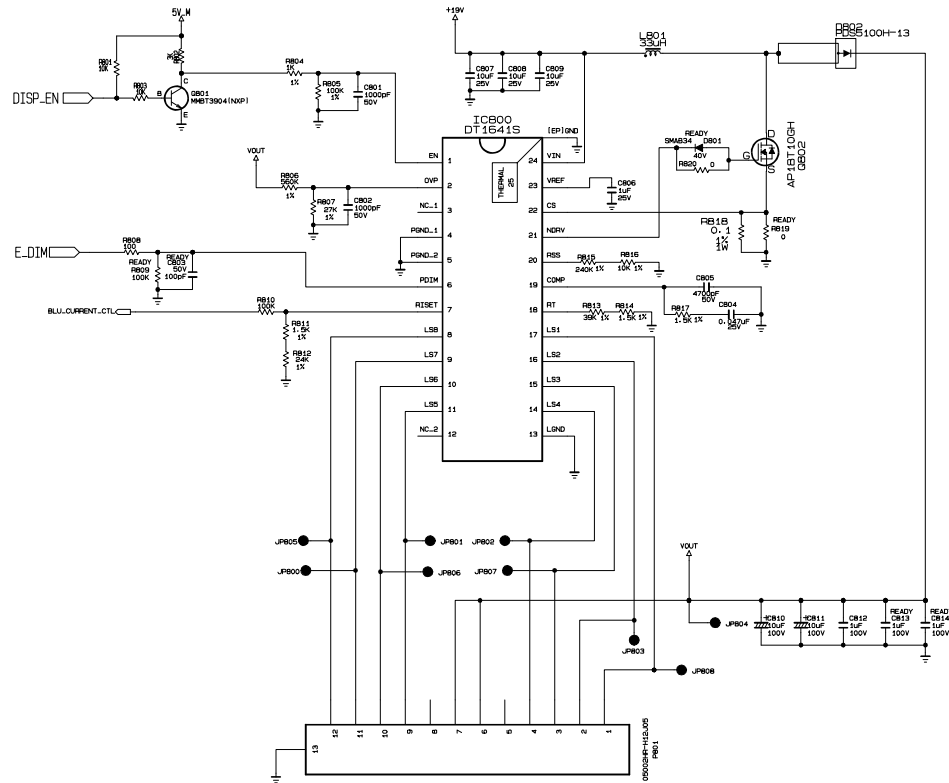 5V_M
R801
10K
R802
3K
R803
10K
DISP_EN
B
C
E
Q801
MMBT3904(NXP)
R804
1K
1%
R805
100K
1%
C801
1000pF
50V
+19V
C807
10uF
25V
C808
10uF
25V
C809
10uF
25V
L801
33uH
D802
PDS5100H-13
IC800
DT1641S
[EP]GND
THERMAL
25
EN
1
OVP
2
NC_1
3
PGND_1
4
PGND_2
5
PDIM
6
RISET
7
LS8
8
LS7
9
LS6
10
LS5
11
NC_2
12
24
VIN
23
VREF
22
CS
21
NDRV
20
RSS
19
COMP
18
RT
17
LS1
16
LS2
15
LS3
14
LS4
13
LGND
VOUT
R806
560K
1%
R807
27K
1%
C802
1000pF
50V
E_DIM
R808
100
READY
R809
100K
READY
C803
50V
100pF
BLU_CURRENT_CTL
R810
100K
R811
1.5K
1%
R812
24K
1%
C806
1uF
25V
READY
SMAB34
D801
40V
R820
0
G
D
S
AP18T10GH
Q802
R818
0.1
1%
1W
READY
R819
0
R815
240K 1%
R816
10K 1%
C805
4700pF
50V
R817
1.5K 1%
C804
0.047uF
25V
R813
39K 1%
R814
1.5K 1%
JP805
JP800
JP801
JP806
JP802
JP807
JP803
JP808
VOUT
JP804
+
C810
10uF
100V
+
C811
10uF
100V
C812
1uF
100V
READY
C813
1uF
100V
READY
C814
1uF
100V
13
12
11
10
9
8
7
6
5
4
3
2
1
05002HR-H12J05
P801